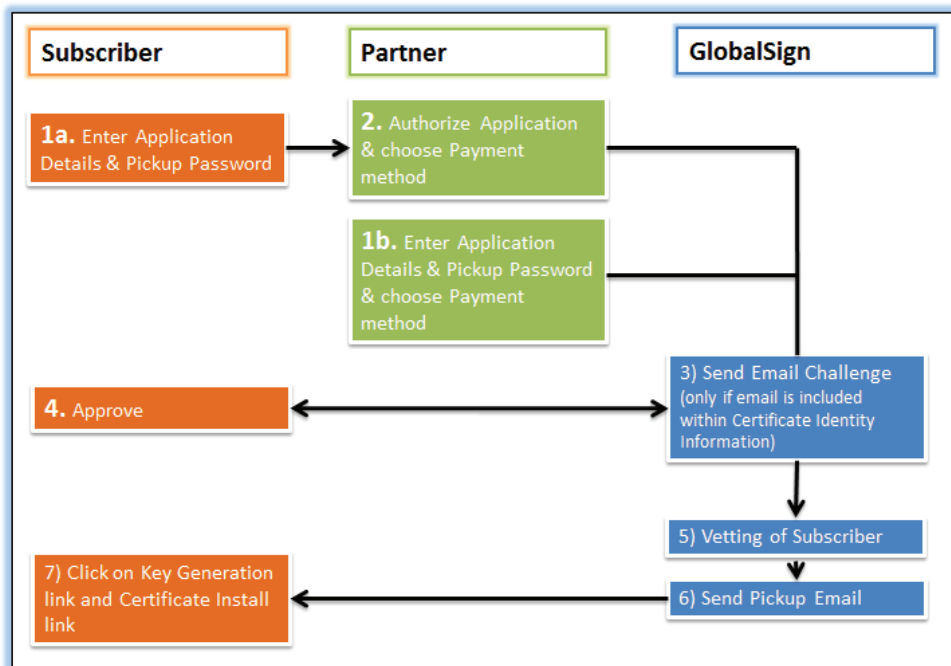 Subscriber
Partner
GlobalSign
1a. Enter Application
Details & Pickup Password
2. Authorize Application
& choose Payment
method
1b. Enter Application
Details & Pickup Password
& choose Payment
method
3) Send Email Challenge
(only if email is included
within Certificate Identity
Information)
4. Approve
5) Vetting of Subscriber
6) Send Pickup Email
7) Click on Key Generation
link and Certificate Install
link